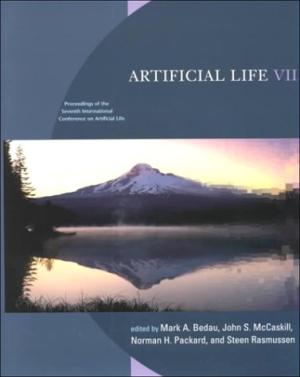 ARTIFICIAL LIFE VII
Proceedings of the
Seventh International
Conference on Artificial Life
edited by Mark A. Bedau, John S. McCaskill,
Norman H. Packard, and Steen Rasmussen